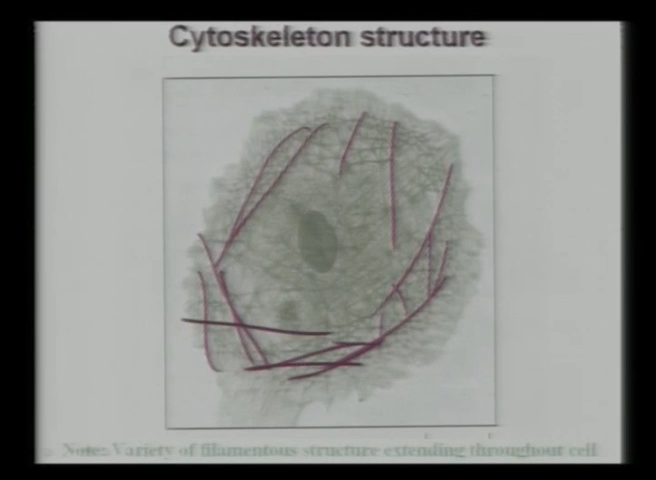 Cytoskeleton structure
Note: Variety of filamentous structure extending throughout cell